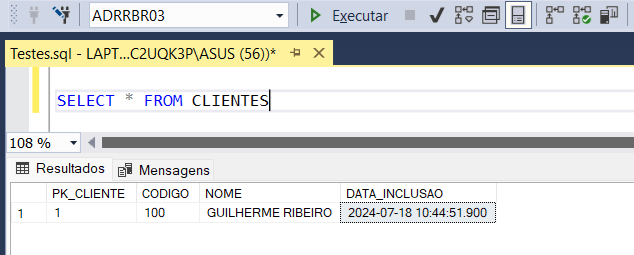 ADRRBR03 Executar
Testes.sql - LAPT...C2UQK3P\ASUS (56))*
SELECT * FROM CLIENTES
108 %
Resultados Mensagens
PK_CLIENTE CODIGO NOME DATA_INCLUSAO
1 1 100 GUILHERME RIBEIRO 2024-07-18 10:44:51.900